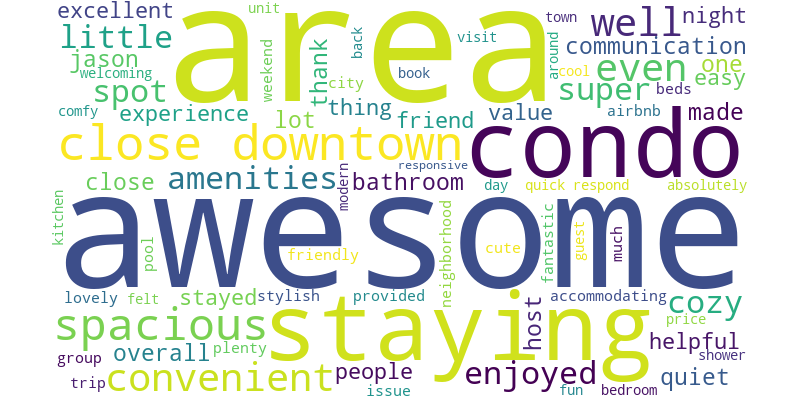 excellent
area
unit
town
well
night
little
jason
welcoming
spot
weekend
thank
back
visit
around
communication
even
one
easy
cool
super
beds
city
book
comfy
experience
lot
thing
friend
value
airbnb
made
close downtown
condo
responsive
close
amenities
modern
bathroom
day
quick respond
absolutely
kitchen
awesome
pool
friendly
neighborhood
cute
fantastic
guest
much
lovely
felt
stayed
stylish
provided
accommodating
cozy
spacious
staying
host
price
helpful
shower
group
overall
plenty
trip
convenient
people
issue
enjoyed
fun
bedroom
quiet